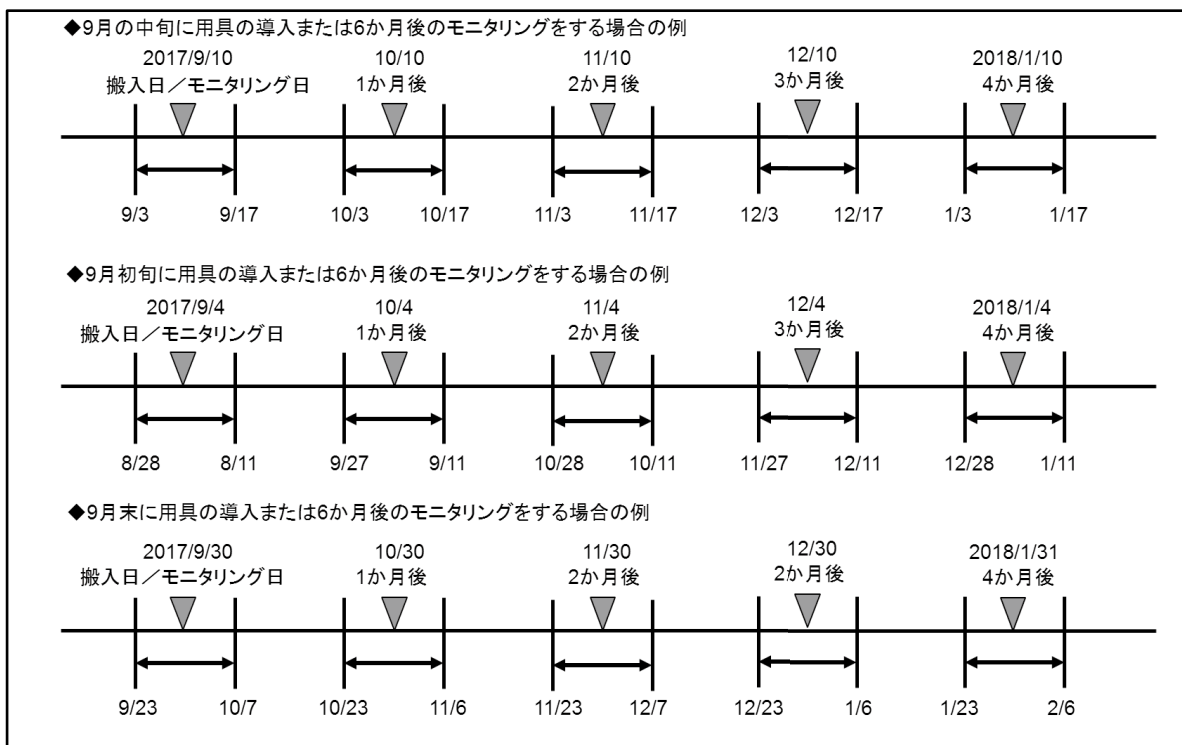 ◆9月の中旬に用具の導入または6か月後のモニタリングをする場合の例
2017/9/10 10/10 11/10 12/10 2018/1/10
搬入日／モニタリング日 1か月後 2か月後 3か月後 4か月後
9/3 9/17 10/3 10/17 11/3 11/17 12/3 12/17 1/3 1/17
◆9月初旬に用具の導入または6か月後のモニタリングをする場合の例
2017/9/4 10/4 11/4 12/4 2018/1/4
搬入日／モニタリング日 1か月後 2か月後 3か月後 4か月後
8/28 8/11 9/27 9/11 10/28 10/11 11/27 12/11 12/28 1/11
◆9月末に用具の導入または6か月後のモニタリングをする場合の例
2017/9/30 10/30 11/30 12/30 2018/1/31
搬入日／モニタリング日 1か月後 2か月後 2か月後 4か月後
9/23 10/7 10/23 11/6 11/23 12/7 12/23 1/6 1/23 2/6